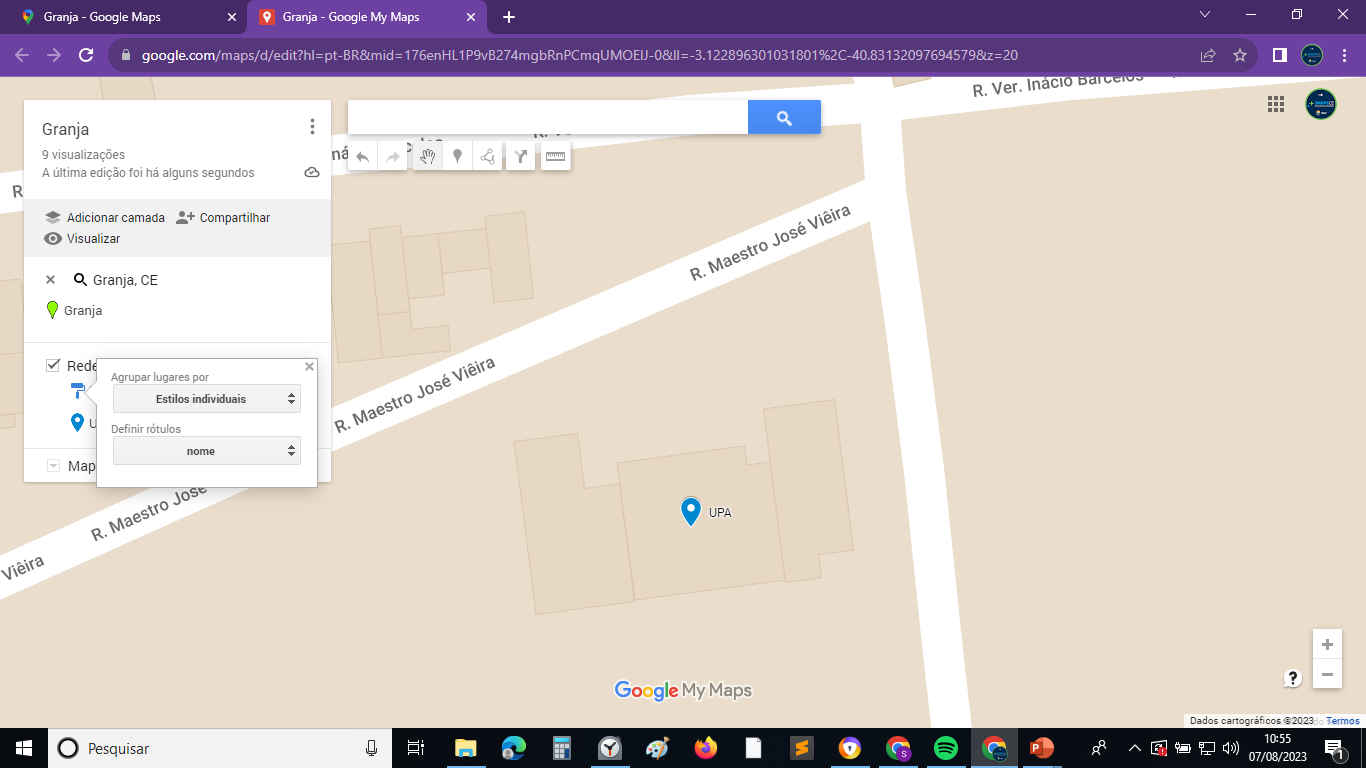 Granja - Google Maps
Granja - Google My Maps
google.com/maps/d/edit?hl=pt-BR&mid=176enHL1P9vB274mgbRnPCmqUMOEIJ-0&ll=-3.122896301031801%2C-40.83132097694579&z=20
R. Ver. Inácio Barcelos
Granja
9 visualizações
A última edição foi há alguns segundos
Adicionar camada
Compartilhar
Visualizar
Granja, CE
Granja
Rede
Agrupar lugares por
Estilos individuais
Definir rótulos
nome
U
Map
R. Maestro José Viêira
R. Maestro José Viêira
R. Maestro José
Viêira
UPA
Google My Maps
?
Dados cartográficos ©2023
Termos
Pesquisar
S
10:55
07/08/2023
1